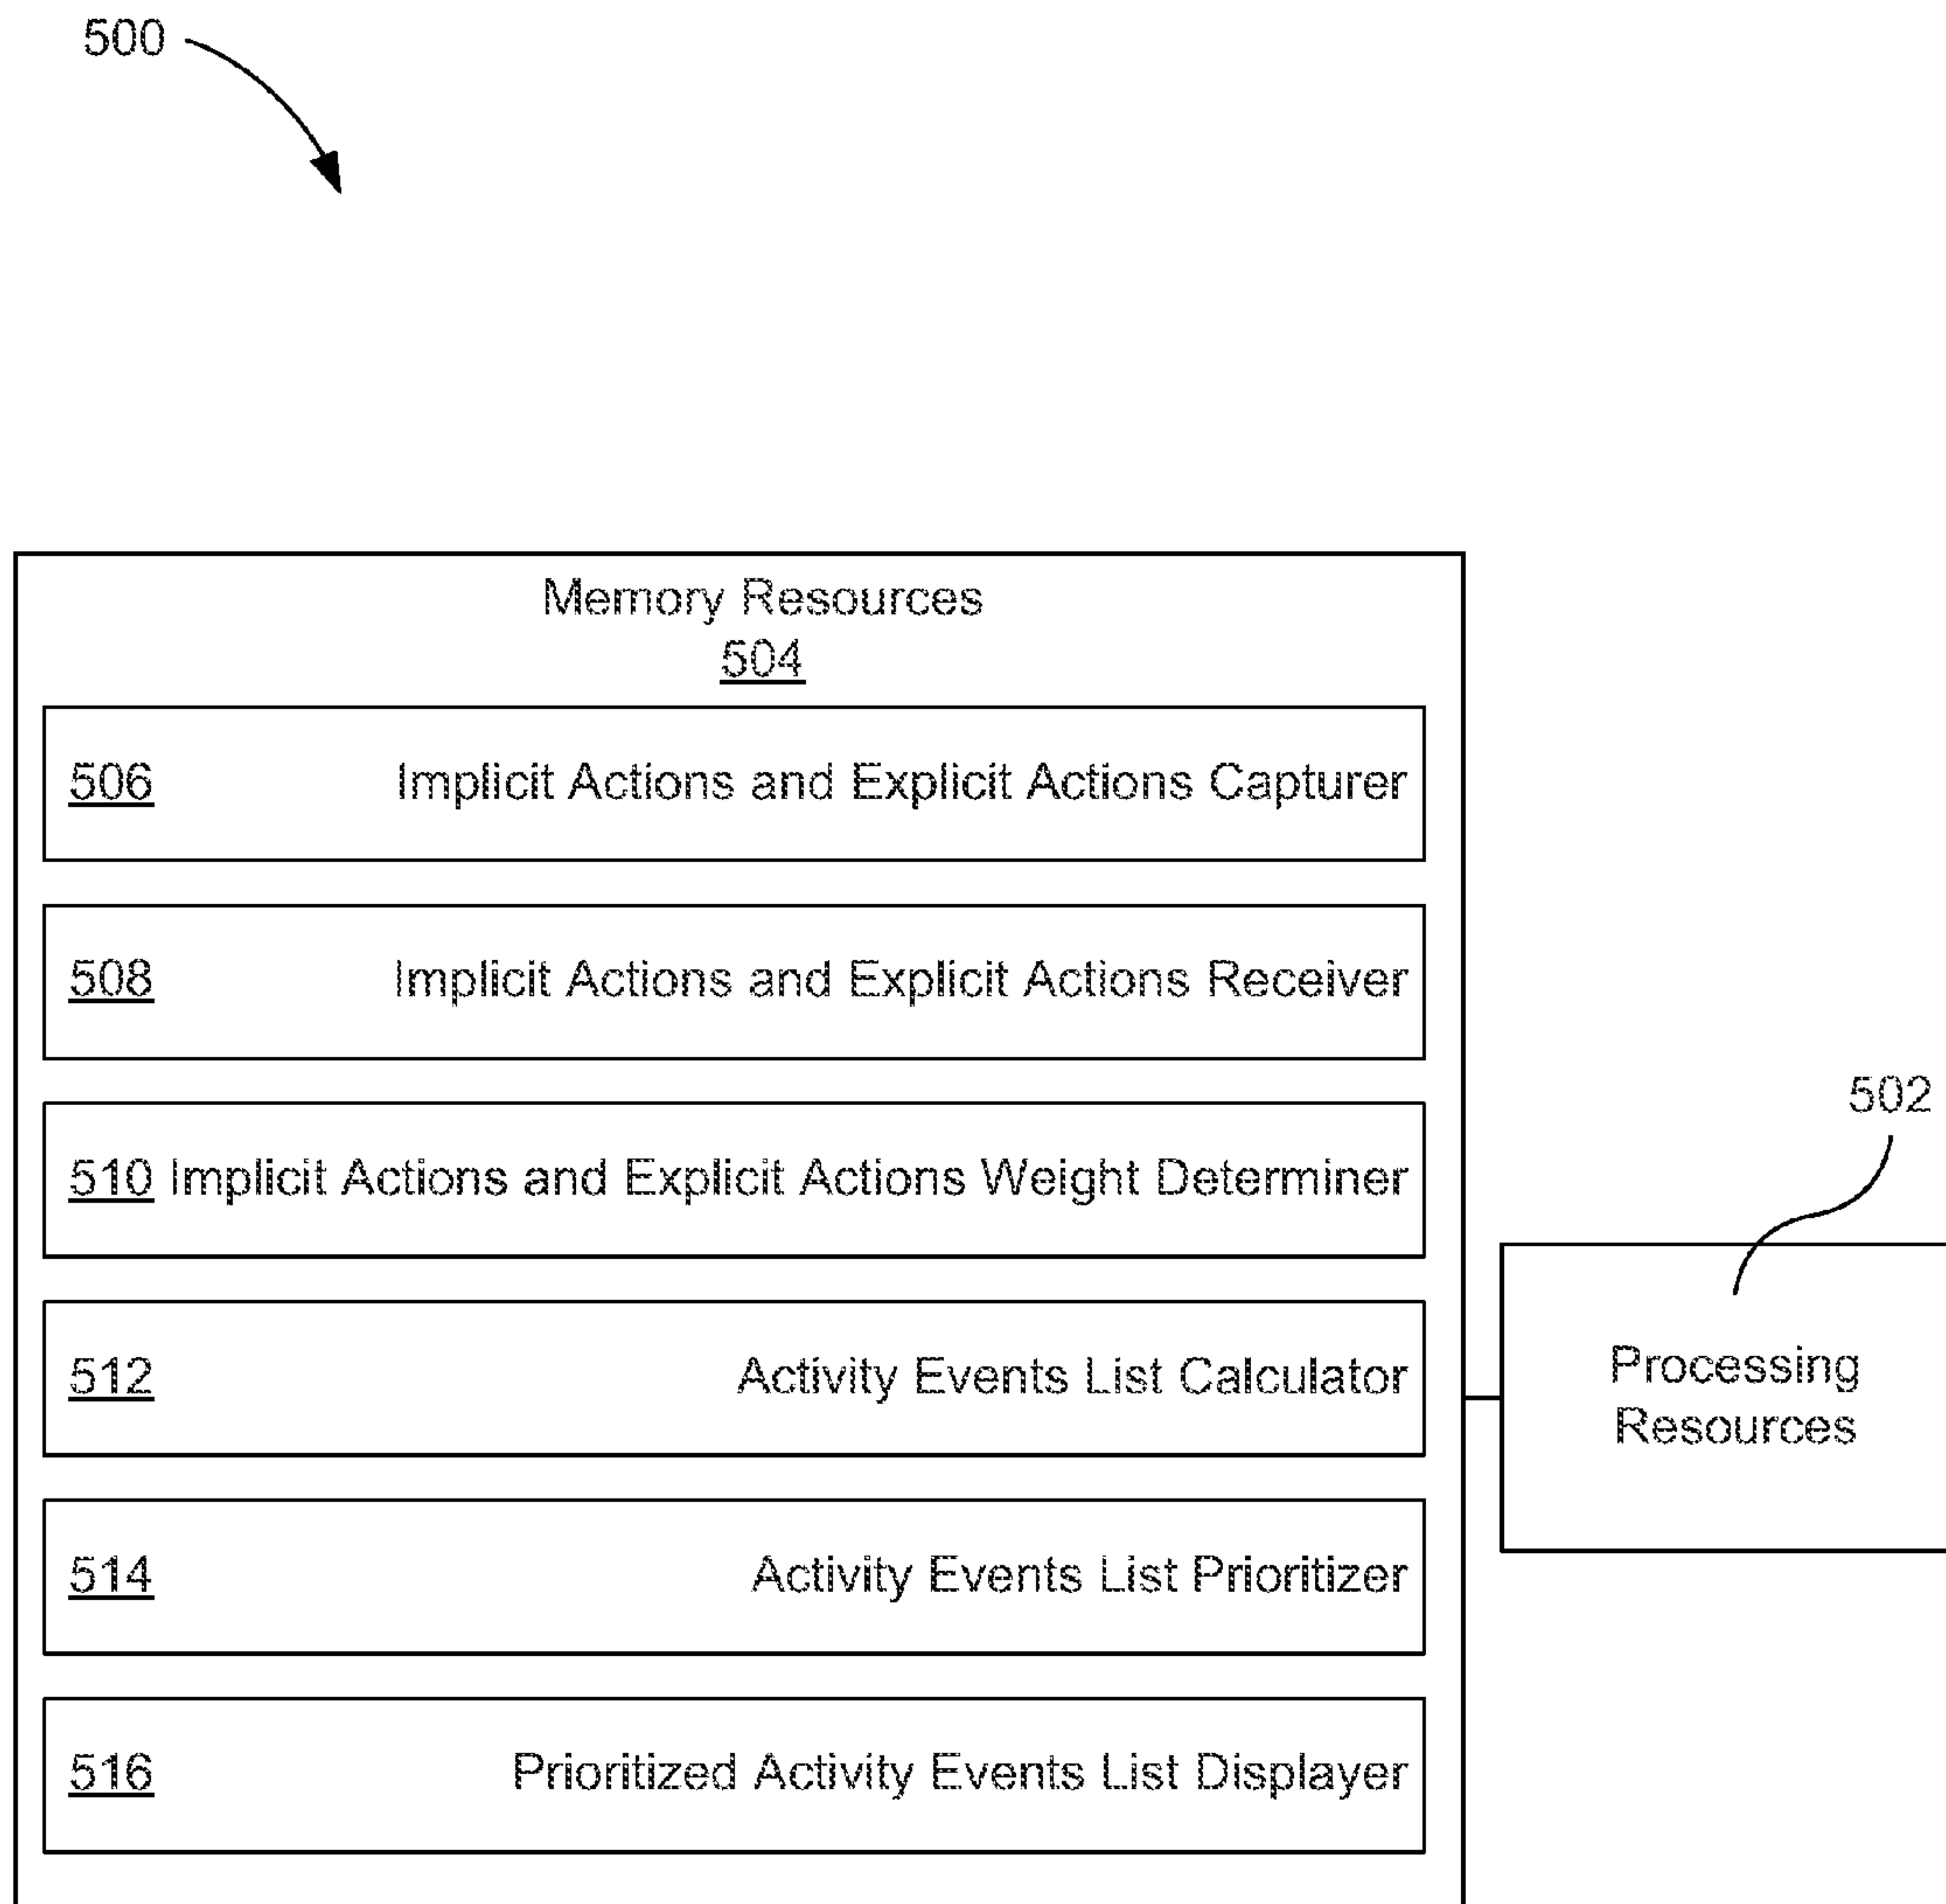 500
Memory Resources
504
506 Implicit Actions and Explicit Actions Capturer
508 Implicit Actions and Explicit Actions Receiver
510 Implicit Actions and Explicit Actions Weight Determiner
512 Activity Events List Calculator
514 Activity Events List Prioritizer
516 Prioritized Activity Events List Displayer
502
Processing
Resources